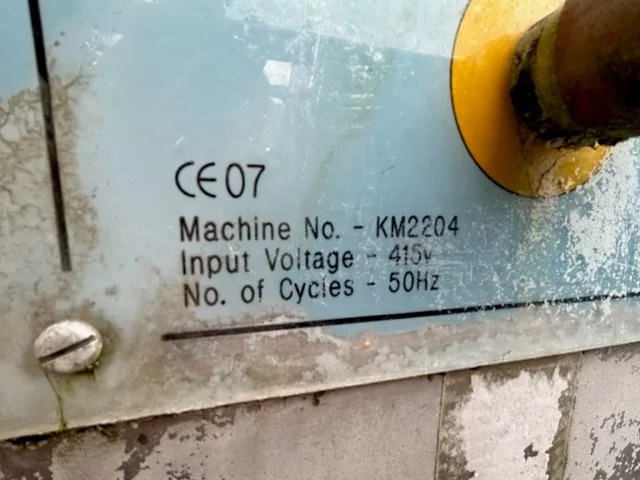 CE07
Machine No. - KM2204
Input Voltage - 415v
No. of Cycles - 50Hz